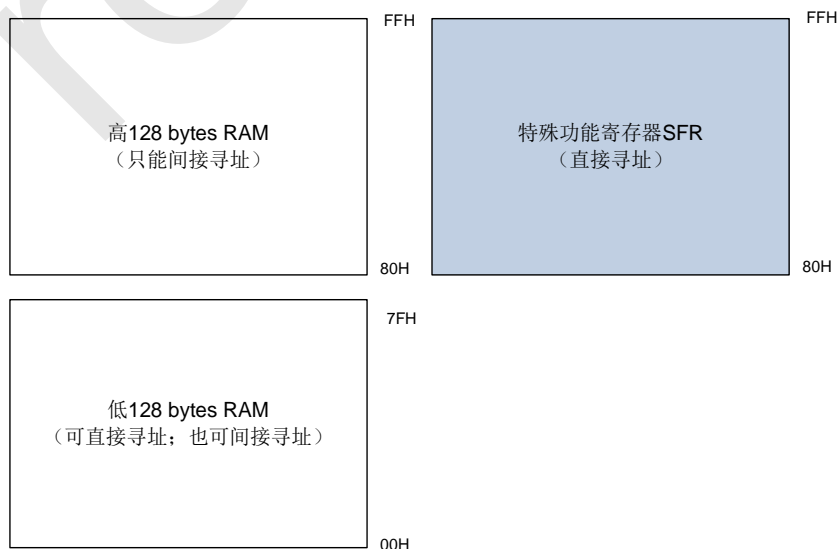 FFH
高128 bytes RAM
（只能间接寻址）
80H
FFH
特殊功能寄存器SFR
（直接寻址）
80H
7FH
低128 bytes RAM
（可直接寻址；也可间接寻址）
00H